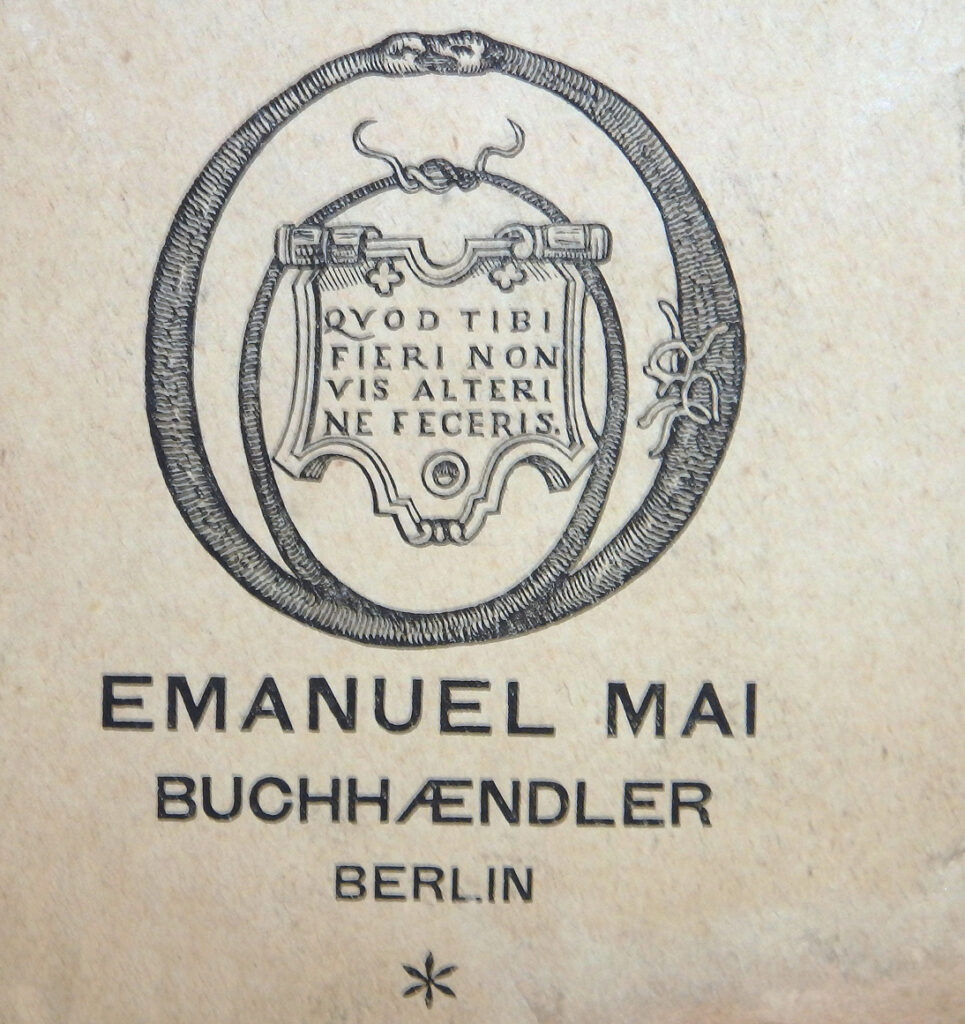 QVOD TIBI
FIERI NON
VIS ALTERI
NE FECERIS.
EMANUEL MAI
BUCHHÆNDLER
BERLIN